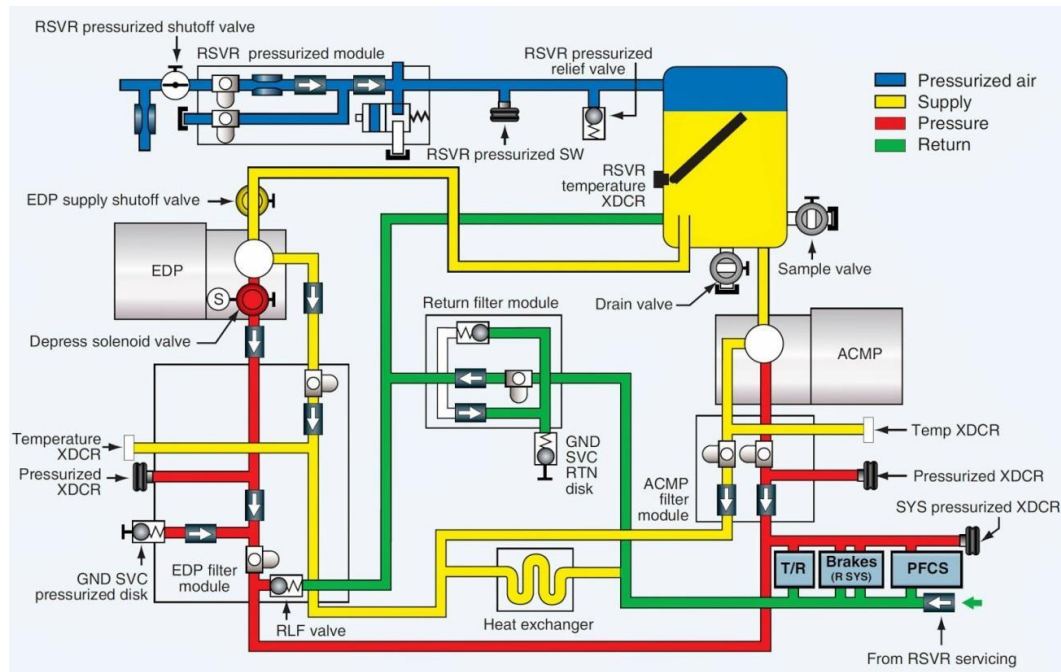 RSVR pressurized shutoff valve
RSVR pressurized module
RSVR pressurized
relief valve
Pressurized air
Supply
Pressure
Return
RSVR pressurized SW
RSVR
temperature
XDCR
EDP supply shutoff valve
EDP
Sample valve
Drain valve
S
Return filter module
Depress solenoid valve
ACMP
Temperature
XDCR
Temp XDCR
GND
SVC
RTN
disk
Pressurized
XDCR
ACMP
filter
module
Pressurized XDCR
SYS pressurized XDCR
GND SVC
pressurized disk
EDP filter
module
T/R
Brakes
(R SYS)
PFCS
RLF valve
Heat exchanger
From RSVR servicing